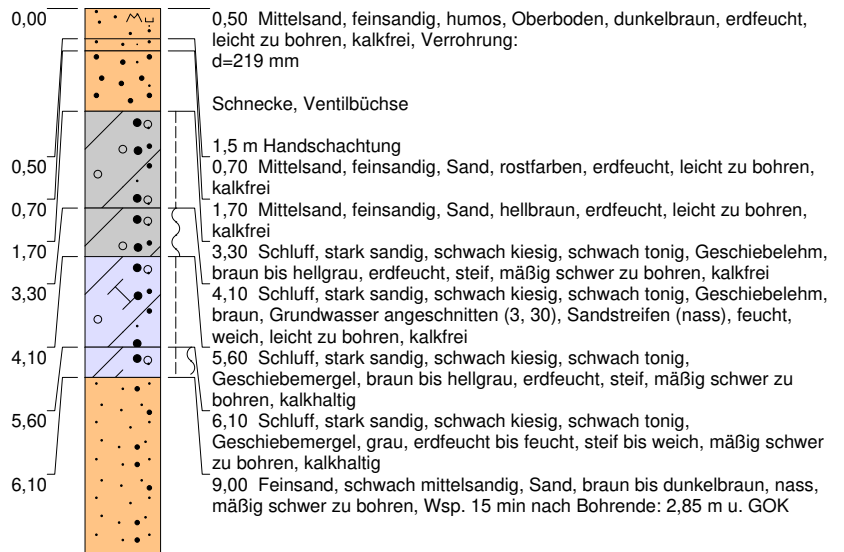 0,00
0,50 Mittelsand, feinsandig, humos, Oberboden, dunkelbraun, erdfeucht,
leicht zu bohren, kalkfrei, Verrohrung:
d=219 mm
Schnecke, Ventilbüchse
1,5 m Handschachtung
0,50
0,70 Mittelsand, feinsandig, Sand, rostfarben, erdfeucht, leicht zu bohren,
kalkfrei
0,70
1,70 Mittelsand, feinsandig, Sand, hellbraun, erdfeucht, leicht zu bohren,
kalkfrei
1,70
3,30 Schluff, stark sandig, schwach kiesig, schwach tonig, Geschiebelehm,
braun bis hellgrau, erdfeucht, steif, mäßig schwer zu bohren, kalkfrei
3,30
4,10 Schluff, stark sandig, schwach kiesig, schwach tonig, Geschiebelehm,
braun, Grundwasser angeschnitten (3, 30), Sandstreifen (nass), feucht,
weich, leicht zu bohren, kalkfrei
4,10
5,60 Schluff, stark sandig, schwach kiesig, schwach tonig,
Geschiebemergel, braun bis hellgrau, erdfeucht, steif, mäßig schwer zu
bohren, kalkhaltig
5,60
6,10 Schluff, stark sandig, schwach kiesig, schwach tonig,
Geschiebemergel, grau, erdfeucht bis feucht, steif bis weich, mäßig schwer
zu bohren, kalkhaltig
6,10
9,00 Feinsand, schwach mittelsandig, Sand, braun bis dunkelbraun, nass,
mäßig schwer zu bohren, Wsp. 15 min nach Bohrende: 2,85 m u. GOK